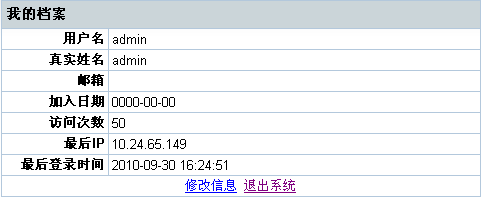 我的档案
用户名 admin
真实姓名 admin
邮箱
加入日期 0000-00-00
访问次数 50
最后IP 10.24.65.149
最后登录时间 2010-09-30 16:24:51
修改信息 退出系统